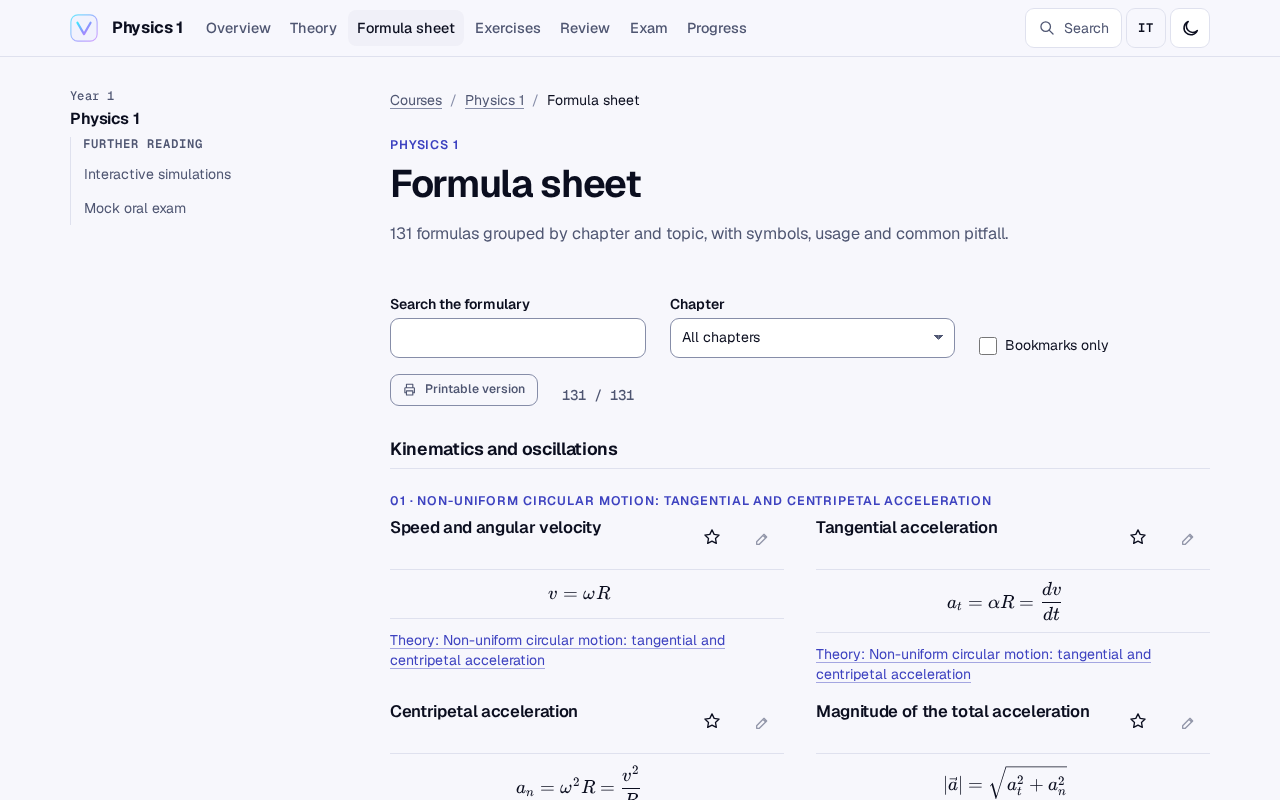 Physics 1
Overview
Theory
Formula sheet
Exercises
Review
Exam
Progress
Search
IT
Year 1
Physics 1
FURTHER READING
Interactive simulations
Mock oral exam
Courses / Physics 1 / Formula sheet
PHYSICS 1
Formula sheet
131 formulas grouped by chapter and topic, with symbols, usage and common pitfall.
Search the formulary
Chapter
All chapters
Bookmarks only
Printable version
131 / 131
Kinematics and oscillations
01 · NON-UNIFORM CIRCULAR MOTION: TANGENTIAL AND CENTRIPETAL ACCELERATION
Speed and angular velocity
v = ωR
Theory: Non-uniform circular motion: tangential and
centripetal acceleration
Tangential acceleration
a_t = αR = dv/dt
Theory: Non-uniform circular motion: tangential and
centripetal acceleration
Centripetal acceleration
a_n = ω²R = v²/R
Magnitude of the total acceleration
|a⃗| = √(a_t² + a_n²)